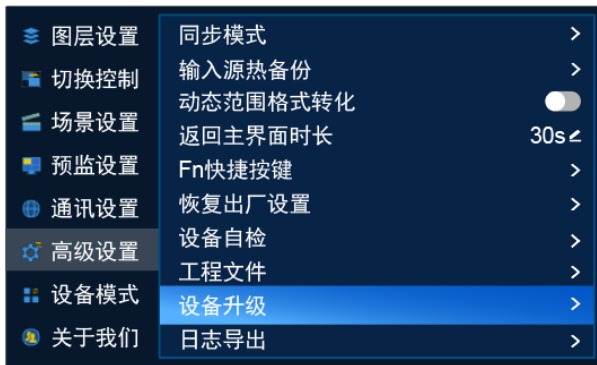 图层设置
切换控制
场景设置
预监设置
通讯设置
高级设置
设备模式
关于我们
同步模式
输入源热备份
动态范围格式转化
返回主界面时长 30s
Fn快捷按键
恢复出厂设置
设备自检
工程文件
设备升级
日志导出